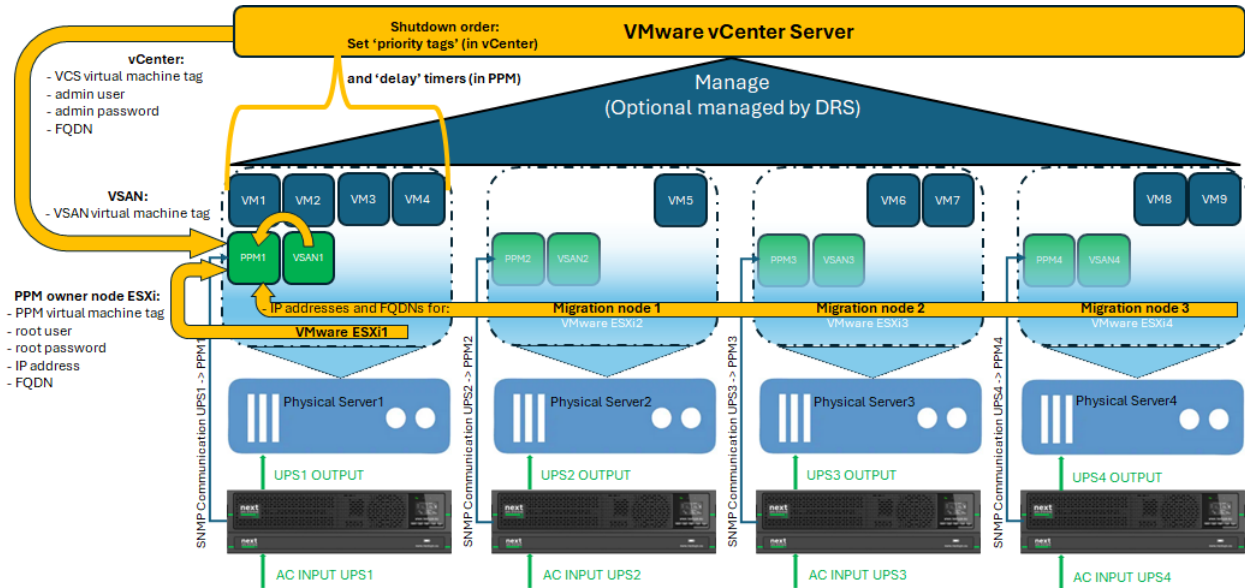 Shutdown order:
Set ‘priority tags’ (in vCenter)
VMware vCenter Server
and ‘delay’ timers (in PPM)
Manage
(Optional managed by DRS)
vCenter:
- VCS virtual machine tag
- admin user
- admin password
- FQDN
VSAN:
- VSAN virtual machine tag
PPM owner node ESXi:
- PPM virtual machine tag
- root user
- root password
- IP address
- FQDN
VM1
VM2
VM3
VM4
VM5
VM6
VM7
VM8
VM9
PPM1
VSAN1
PPM2
VSAN2
PPM3
VSAN3
PPM4
VSAN4
- IP addresses and FQDNs for:
Migration node 1
Migration node 2
Migration node 3
VMware ESXi1
VMware ESXi2
VMware ESXi3
VMware ESXi4
SNMP Communication UPS1 -> PPM1
SNMP Communication UPS2 -> PPM2
SNMP Communication UPS3 -> PPM3
SNMP Communication UPS4 -> PPM4
Physical Server1
Physical Server2
Physical Server3
Physical Server4
UPS1 OUTPUT
UPS2 OUTPUT
UPS3 OUTPUT
UPS4 OUTPUT
next
next
next
next
AC INPUT UPS1
AC INPUT UPS2
AC INPUT UPS3
AC INPUT UPS4